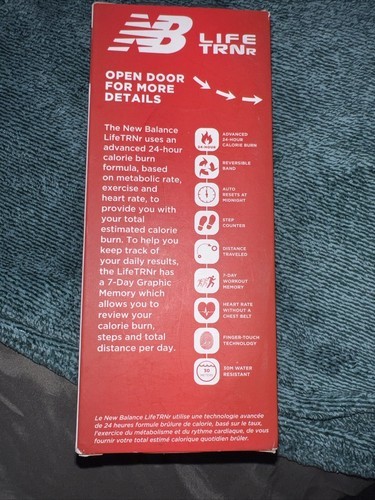 NB LIFE
TRNR
OPEN DOOR
FOR MORE
DETAILS
The New Balance
LifeTRNr uses an
advanced 24-hour
calorie burn
formula, based
on metabolic rate,
exercise and
heart rate, to
provide you with
your total
estimated calorie
burn. To help you
keep track of
your daily results,
the LifeTRNr has
a 7-Day Graphic
Memory which
allows you to
review your
calorie burn,
steps and total
distance per day.
24-HOUR
ADVANCED
24-HOUR
CALORIE BURN
REVERSIBLE
BAND
AUTO
RESETS AT
MIDNIGHT
STEP
COUNTER
DISTANCE
TRAVELED
7-DAY
WORKOUT
MEMORY
HEART RATE
WITHOUT A
CHEST BELT
FINGER-TOUCH
TECHNOLOGY
30
30M WATER
RESISTANT
Le New Balance LifeTRNr utilise une technologie avancée
de 24 heures formule brûlure de calorie, basé sur le taux,
l'exercice du métabolisme et du rythme cardiaque, de vous
fournir votre total estimé calorique quotidien brûler.